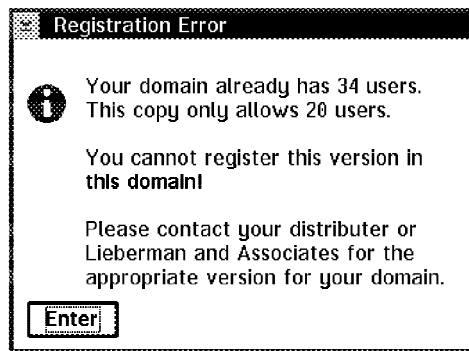 Registration Error
Your domain already has 34 users.
This copy only allows 20 users.
You cannot register this version in
this domain!
Please contact your distributer or
Lieberman and Associates for the
appropriate version for your domain.
Enter